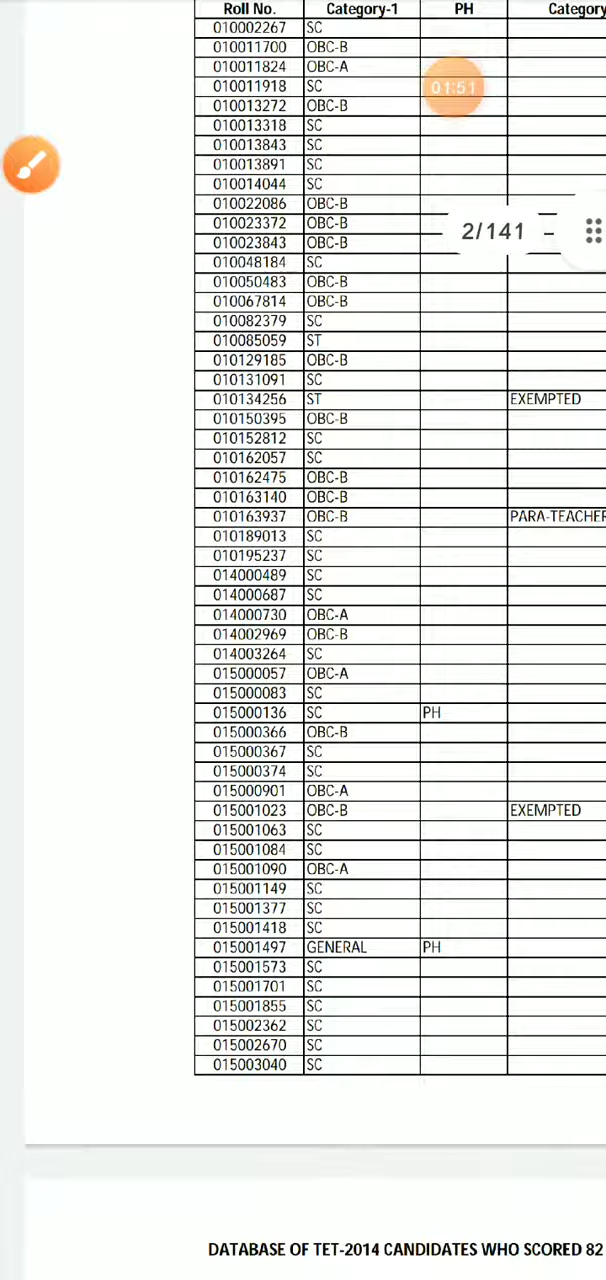 Roll No. Category-1 PH Category
010002267 SC
010011700 OBC-B
010011824 OBC-A
010011918 SC 01:51
010013272 OBC-B
010013318 SC
010013843 SC
010013891 SC
010014044 SC
010022086 OBC-B
010023372 OBC-B 2/141
010023843 OBC-B
010048184 SC
010050483 OBC-B
010067814 OBC-B
010082379 SC
010085059 ST
010129185 OBC-B
010131091 SC
010134256 ST EXEMPTED
010150395 OBC-B
010152812 SC
010162057 SC
010162475 OBC-B
010163140 OBC-B
010163937 OBC-B PARA-TEACHER
010189013 SC
010195237 SC
014000489 SC
014000687 SC
014000730 OBC-A
014002969 OBC-B
014003264 SC
015000057 OBC-A
015000083 SC
015000136 SC PH
015000366 OBC-B
015000367 SC
015000374 SC
015000901 OBC-A
015001023 OBC-B EXEMPTED
015001063 SC
015001084 SC
015001090 OBC-A
015001149 SC
015001377 SC
015001418 SC
015001497 GENERAL PH
015001573 SC
015001701 SC
015001855 SC
015002362 SC
015002670 SC
015003040 SC
DATABASE OF TET-2014 CANDIDATES WHO SCORED 82